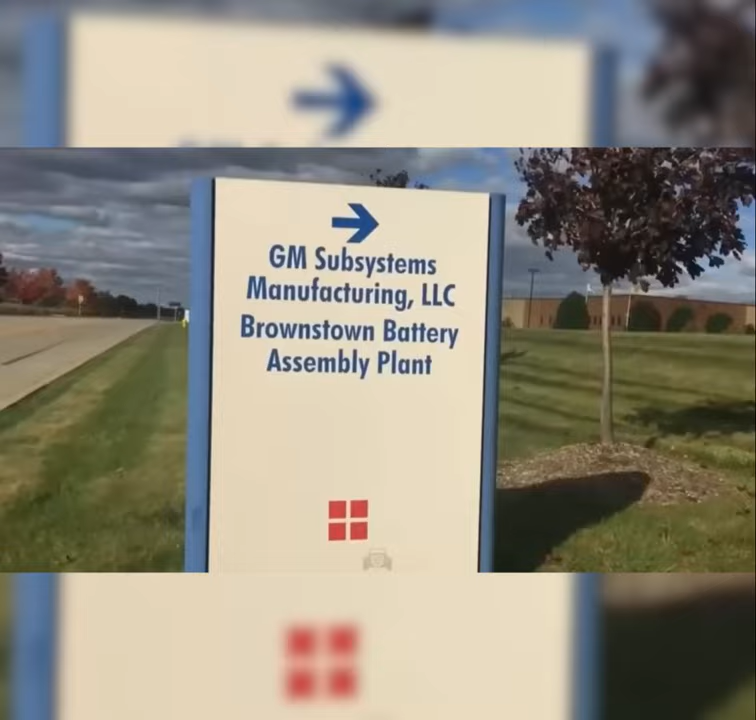 GM Subsystems
Manufacturing, LLC
Brownstown Battery
Assembly Plant